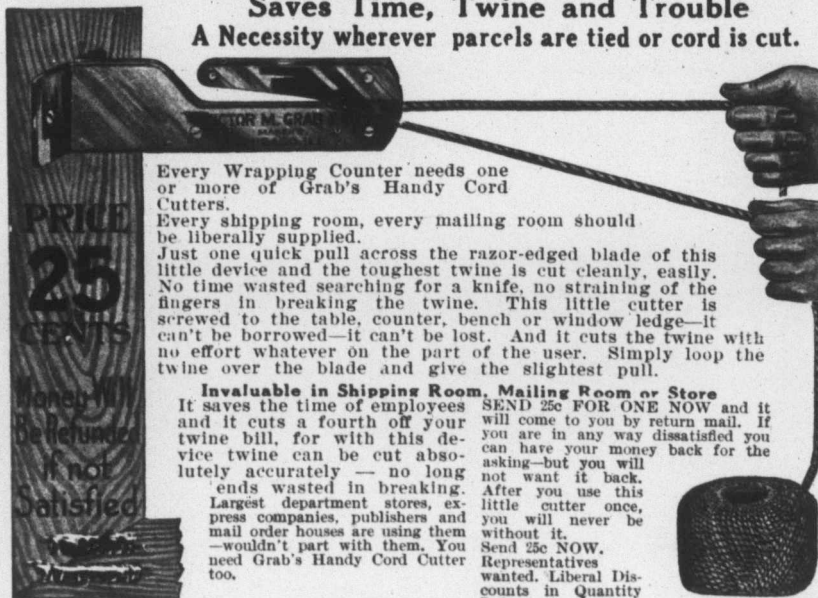 Saves Time, Twine and Trouble
A Necessity wherever parcels are tied or cord is cut.
VICTOR M. GRAB &
MAKERS
PRICE
25
CENTS
Money Will
Be Refunded
if not
Satisfied
Every Wrapping Counter needs one
or more of Grab's Handy Cord
Cutters.
Every shipping room, every mailing room should
be liberally supplied.
Just one quick pull across the razor-edged blade of this
little device and the toughest twine is cut cleanly, easily.
No time wasted searching for a knife, no straining of the
fingers in breaking the twine. This little cutter is
screwed to the table, counter, bench or window ledge—it
can't be borrowed—it can't be lost. And it cuts the twine with
no effort whatever on the part of the user. Simply loop the
twine over the blade and give the slightest pull.
Invaluable in Shipping Room, Mailing Room or Store
It saves the time of employees
and it cuts a fourth off your
twine bill, for with this de-
vice twine can be cut abso-
lutely accurately — no long
ends wasted in breaking.
Largest department stores, ex-
press companies, publishers and
mail order houses are using them
—wouldn't part with them. You
need Grab's Handy Cord Cutter
too.
SEND 25c FOR ONE NOW and it
will come to you by return mail. If
you are in any way dissatisfied you
can have your money back for the
asking—but you will
not want it back.
After you use this
little cutter once,
you will never be
without it.
Send 25c NOW.
Representatives
wanted. Liberal Dis-
counts in Quantity